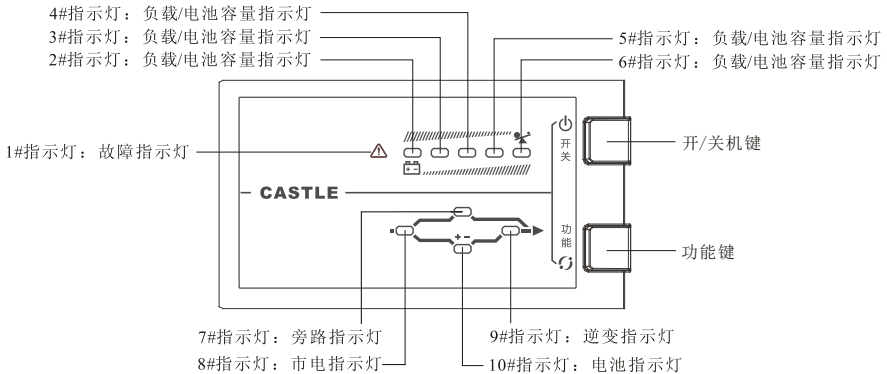 4#指示灯：负载/电池容量指示灯
3#指示灯：负载/电池容量指示灯
2#指示灯：负载/电池容量指示灯
5#指示灯：负载/电池容量指示灯
6#指示灯：负载/电池容量指示灯
1#指示灯：故障指示灯
开关
开/关机键
CASTLE
功能
功能键
7#指示灯：旁路指示灯
8#指示灯：市电指示灯
9#指示灯：逆变指示灯
10#指示灯：电池指示灯